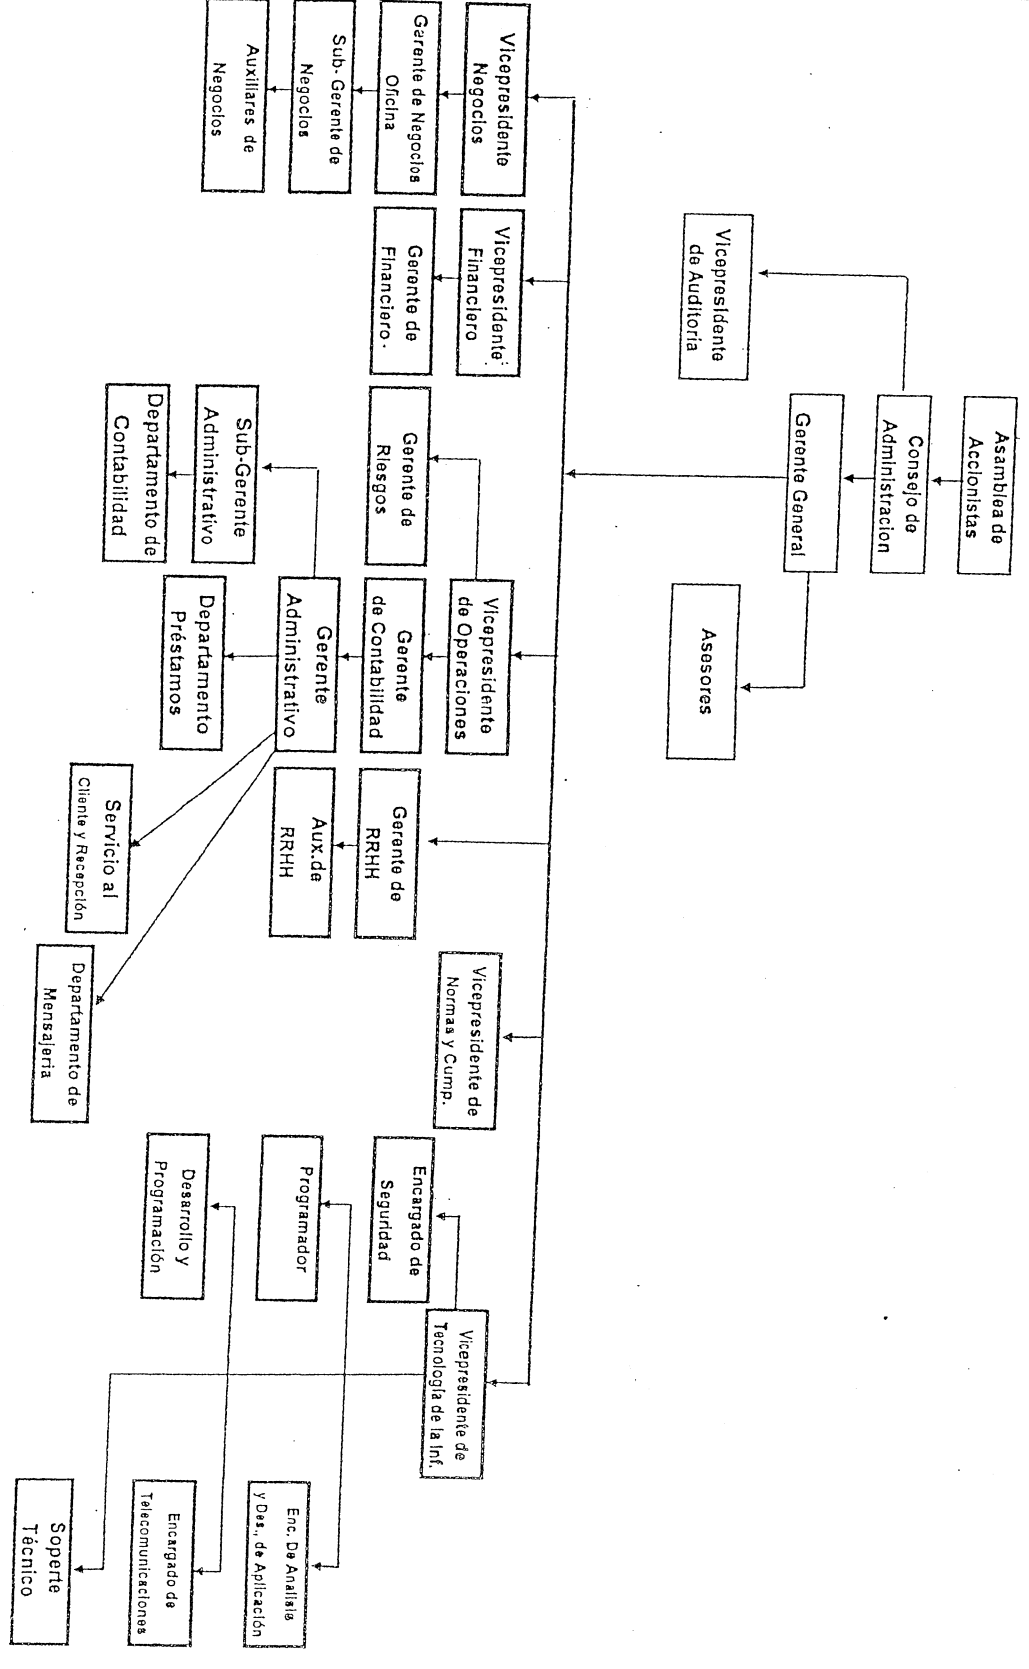 Asamblea de
Accionistas
Consejo de
Administracion
Gerente General
Vicepresidente
de Auditoria
Asesores
Vicepresidente
Negocios
Garente de Negocios
Oficina
Sub- Gerente de
Negocios
Auxiliares de
Negocios
Vicepresidente
Financiero
Gerente de
Financiero.
Vicepresidente
de Operaciones
Gerente de
Riesgos
Gerente
de Contabilidad
Gerente
Administrativo
Sub-Gerente
Administrativo
Departamento de
Contabilidad
Departamento
Préstamos
Servicio al
Cliente y Recepción
Departamento de
Mensajeria
Gerente de
RRHH
Aux.de
RRHH
Vicepresidente de
Normas y Cump.
Vicepresidente de
Tecnología de la Inf.
Encargado de
Seguridad
Programador
Enc. De Analisis
y Des., de Aplicación
Desarrollo y
Programación
Encargado de
Telecomunicaciones
Soperte
Técnico